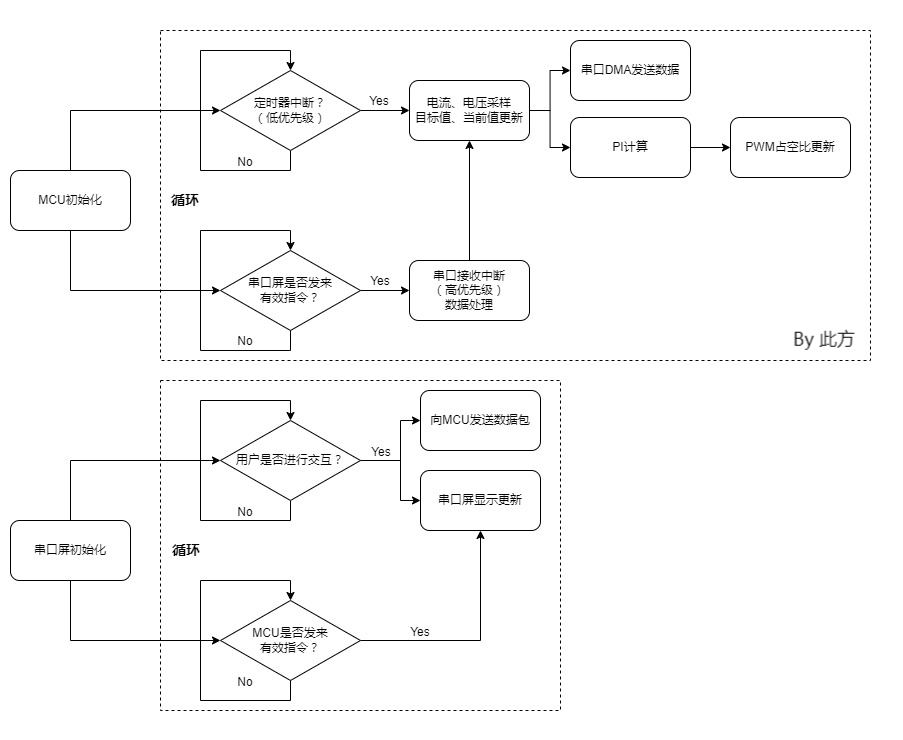 定时器中断？
（低优先级）
Yes
No
电流、电压采样
目标值、当前值更新
串口DMA发送数据
PI计算
PWM占空比更新
MCU初始化
循环
串口屏是否发来
有效指令？
Yes
No
串口接收中断
（高优先级）
数据处理
By 此方
用户是否进行交互？
Yes
No
向MCU发送数据包
串口屏显示更新
串口屏初始化
循环
MCU是否发来
有效指令？
Yes
No